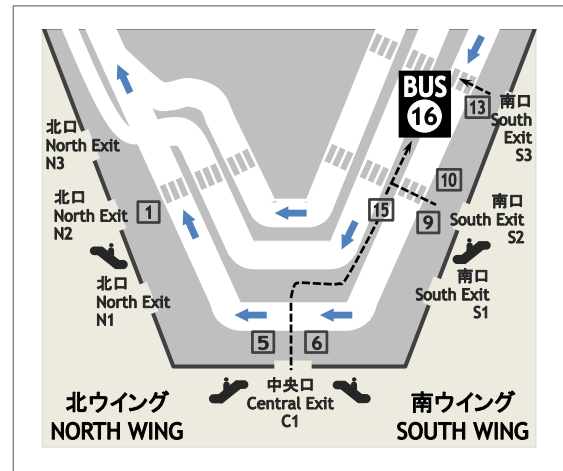 BUS
16
13
南口
South
Exit
S3
北口
North Exit
N3
10
1
15
9
南口
South Exit
S2
北口
North Exit
N2
南口
South Exit
S1
北口
North Exit
N1
5
6
中央口
Central Exit
C1
北ウイング
NORTH WING
南ウイング
SOUTH WING